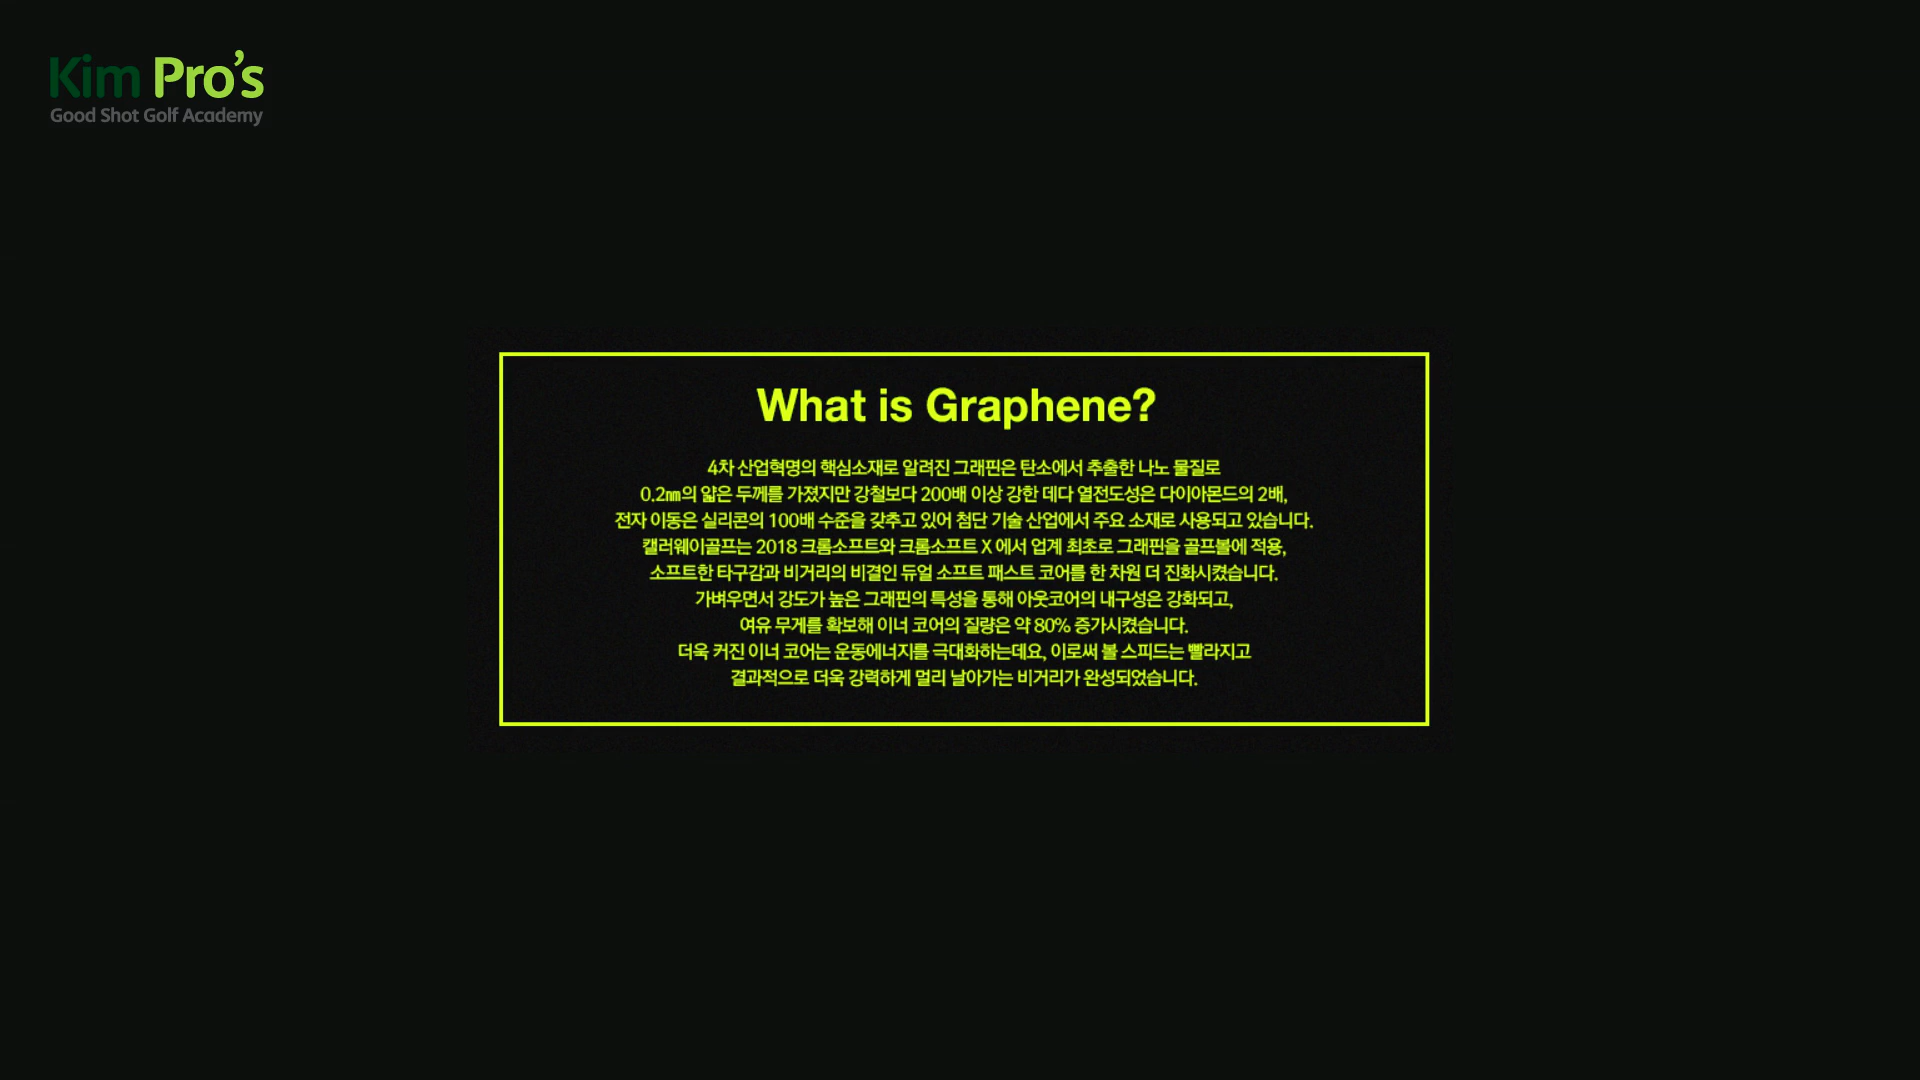 Kim Pro's
Good Shot Golf Academy
What is Graphene?
4차 산업혁명의 핵심소재로 알려진 그래핀은 탄소에서 추출한 나노 물질로
0.2㎚의 얇은 두께를 가졌지만 강철보다 200배 이상 강한 데다 열전도성은 다이아몬드의 2배,
전자 이동은 실리콘의 100배 수준을 갖추고 있어 첨단 기술 산업에서 주요 소재로 사용되고 있습니다.
캘러웨이골프는 2018 크롬소프트와 크롬소프트 X 에서 업계 최초로 그래핀을 골프볼에 적용,
소프트한 타구감과 비거리의 비결인 듀얼 소프트 패스트 코어를 한 차원 더 진화시켰습니다.
가벼우면서 강도가 높은 그래핀의 특성을 통해 아웃코어의 내구성은 강화되고,
여유 무게를 확보해 이너 코어의 질량은 약 80% 증가시켰습니다.
더욱 커진 이너 코어는 운동에너지를 극대화하는데요, 이로써 볼 스피드는 빨라지고
결과적으로 더욱 강력하게 멀리 날아가는 비거리가 완성되었습니다.